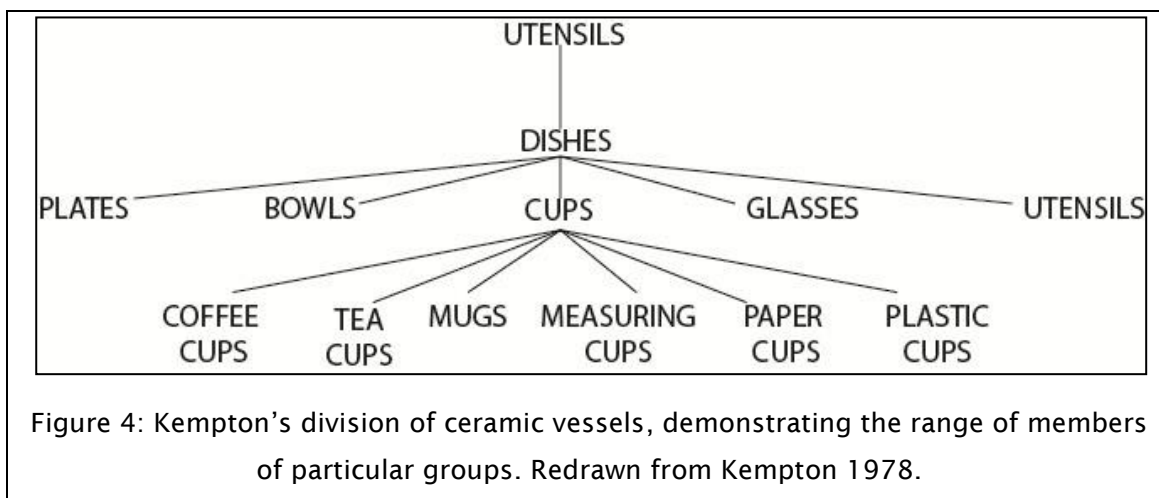 UTENSILS
DISHES
PLATES BOWLS CUPS GLASSES UTENSILS
COFFEE CUPS
TEA CUPS
MUGS
MEASURING CUPS
PAPER CUPS
PLASTIC CUPS
Figure 4: Kempton’s division of ceramic vessels, demonstrating the range of members
of particular groups. Redrawn from Kempton 1978.